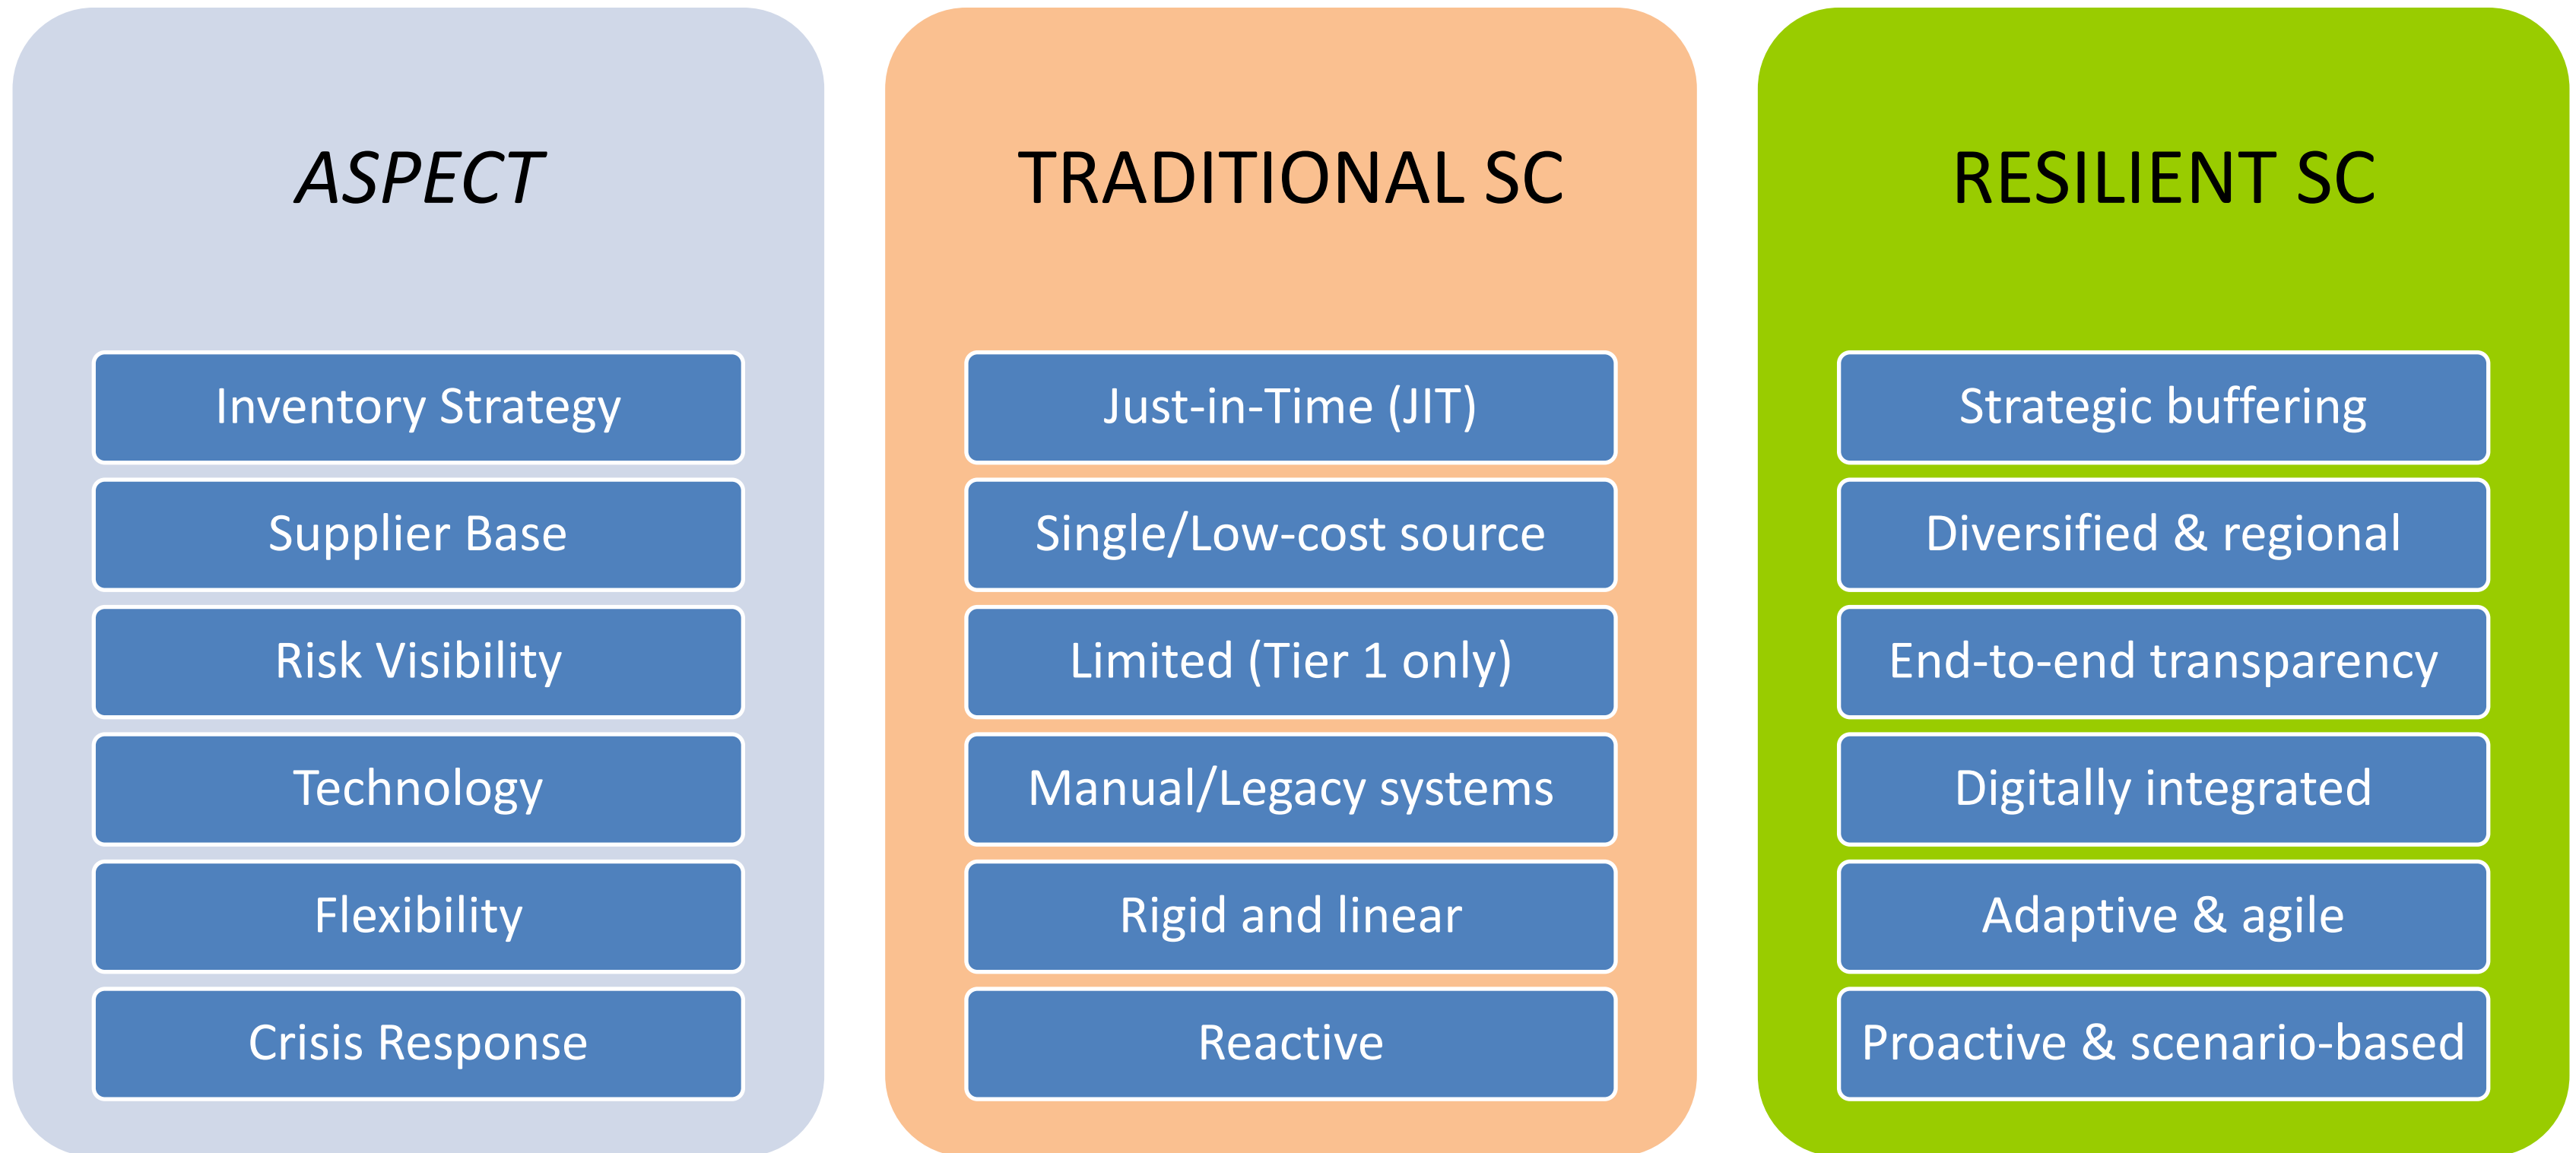 ASPECT
TRADITIONAL SC
RESILIENT SC
Inventory Strategy
Just-in-Time (JIT)
Strategic buffering
Supplier Base
Single/Low-cost source
Diversified & regional
Risk Visibility
Limited (Tier 1 only)
End-to-end transparency
Technology
Manual/Legacy systems
Digitally integrated
Flexibility
Rigid and linear
Adaptive & agile
Crisis Response
Reactive
Proactive & scenario-based